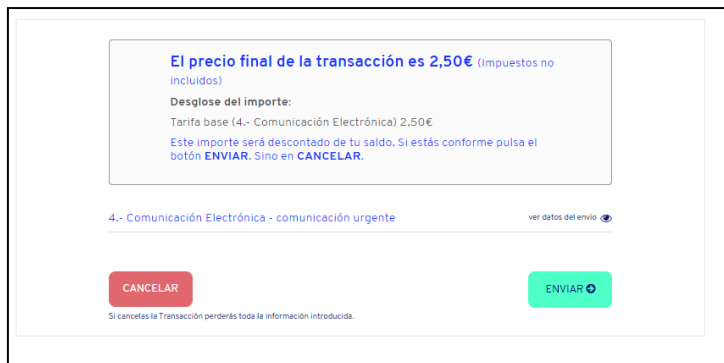 El precio final de la transacción es 2,50€ (Impuestos no
incluidos)
Desglose del importe:
Tarifa base (4.- Comunicación Electrónica) 2,50€
Este importe será descontado de tu saldo. Si estás conforme pulsa el
botón ENVIAR. Sino en CANCELAR.
4.- Comunicación Electrónica - comunicación urgente
ver datos del envío
CANCELAR
ENVIAR
Si cancelas la Transacción perderás toda la información introducida.